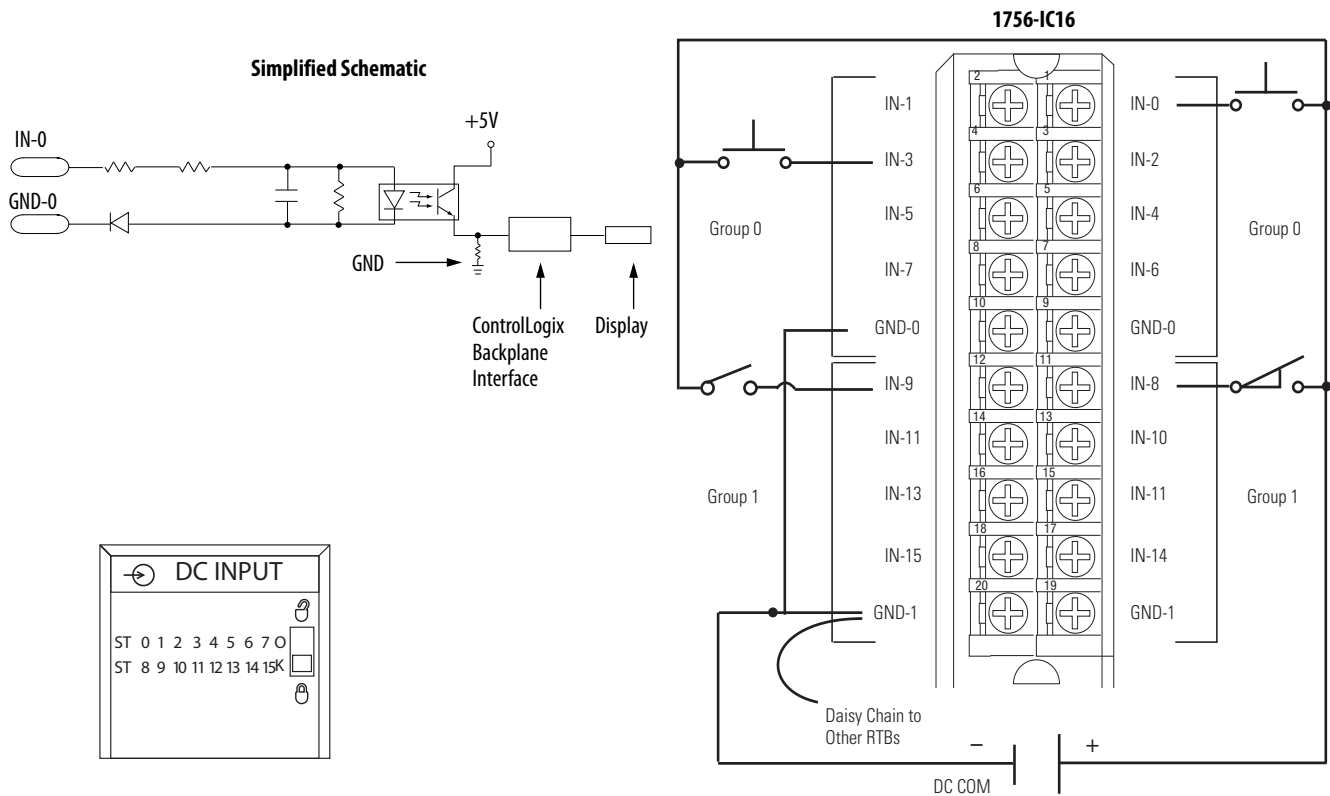 1756-IC16
Simplified Schematic
IN-0
GND-0
+5V
GND
ControlLogix
Backplane
Interface
Display
DC INPUT
ST 0 1 2 3 4 5 6 7 O
ST 8 9 10 11 12 13 14 15 K
2 1
IN-1
IN-0
4 3
IN-3
IN-2
6 5
IN-5
IN-4
Group 0
Group 0
8 7
IN-7
IN-6
10 9
GND-0
GND-0
12 11
IN-9
IN-8
14 13
IN-11
IN-10
16 15
IN-13
IN-11
Group 1
Group 1
18 17
IN-15
IN-14
20 19
GND-1
GND-1
Daisy Chain to
Other RTBs
– +
DC COM